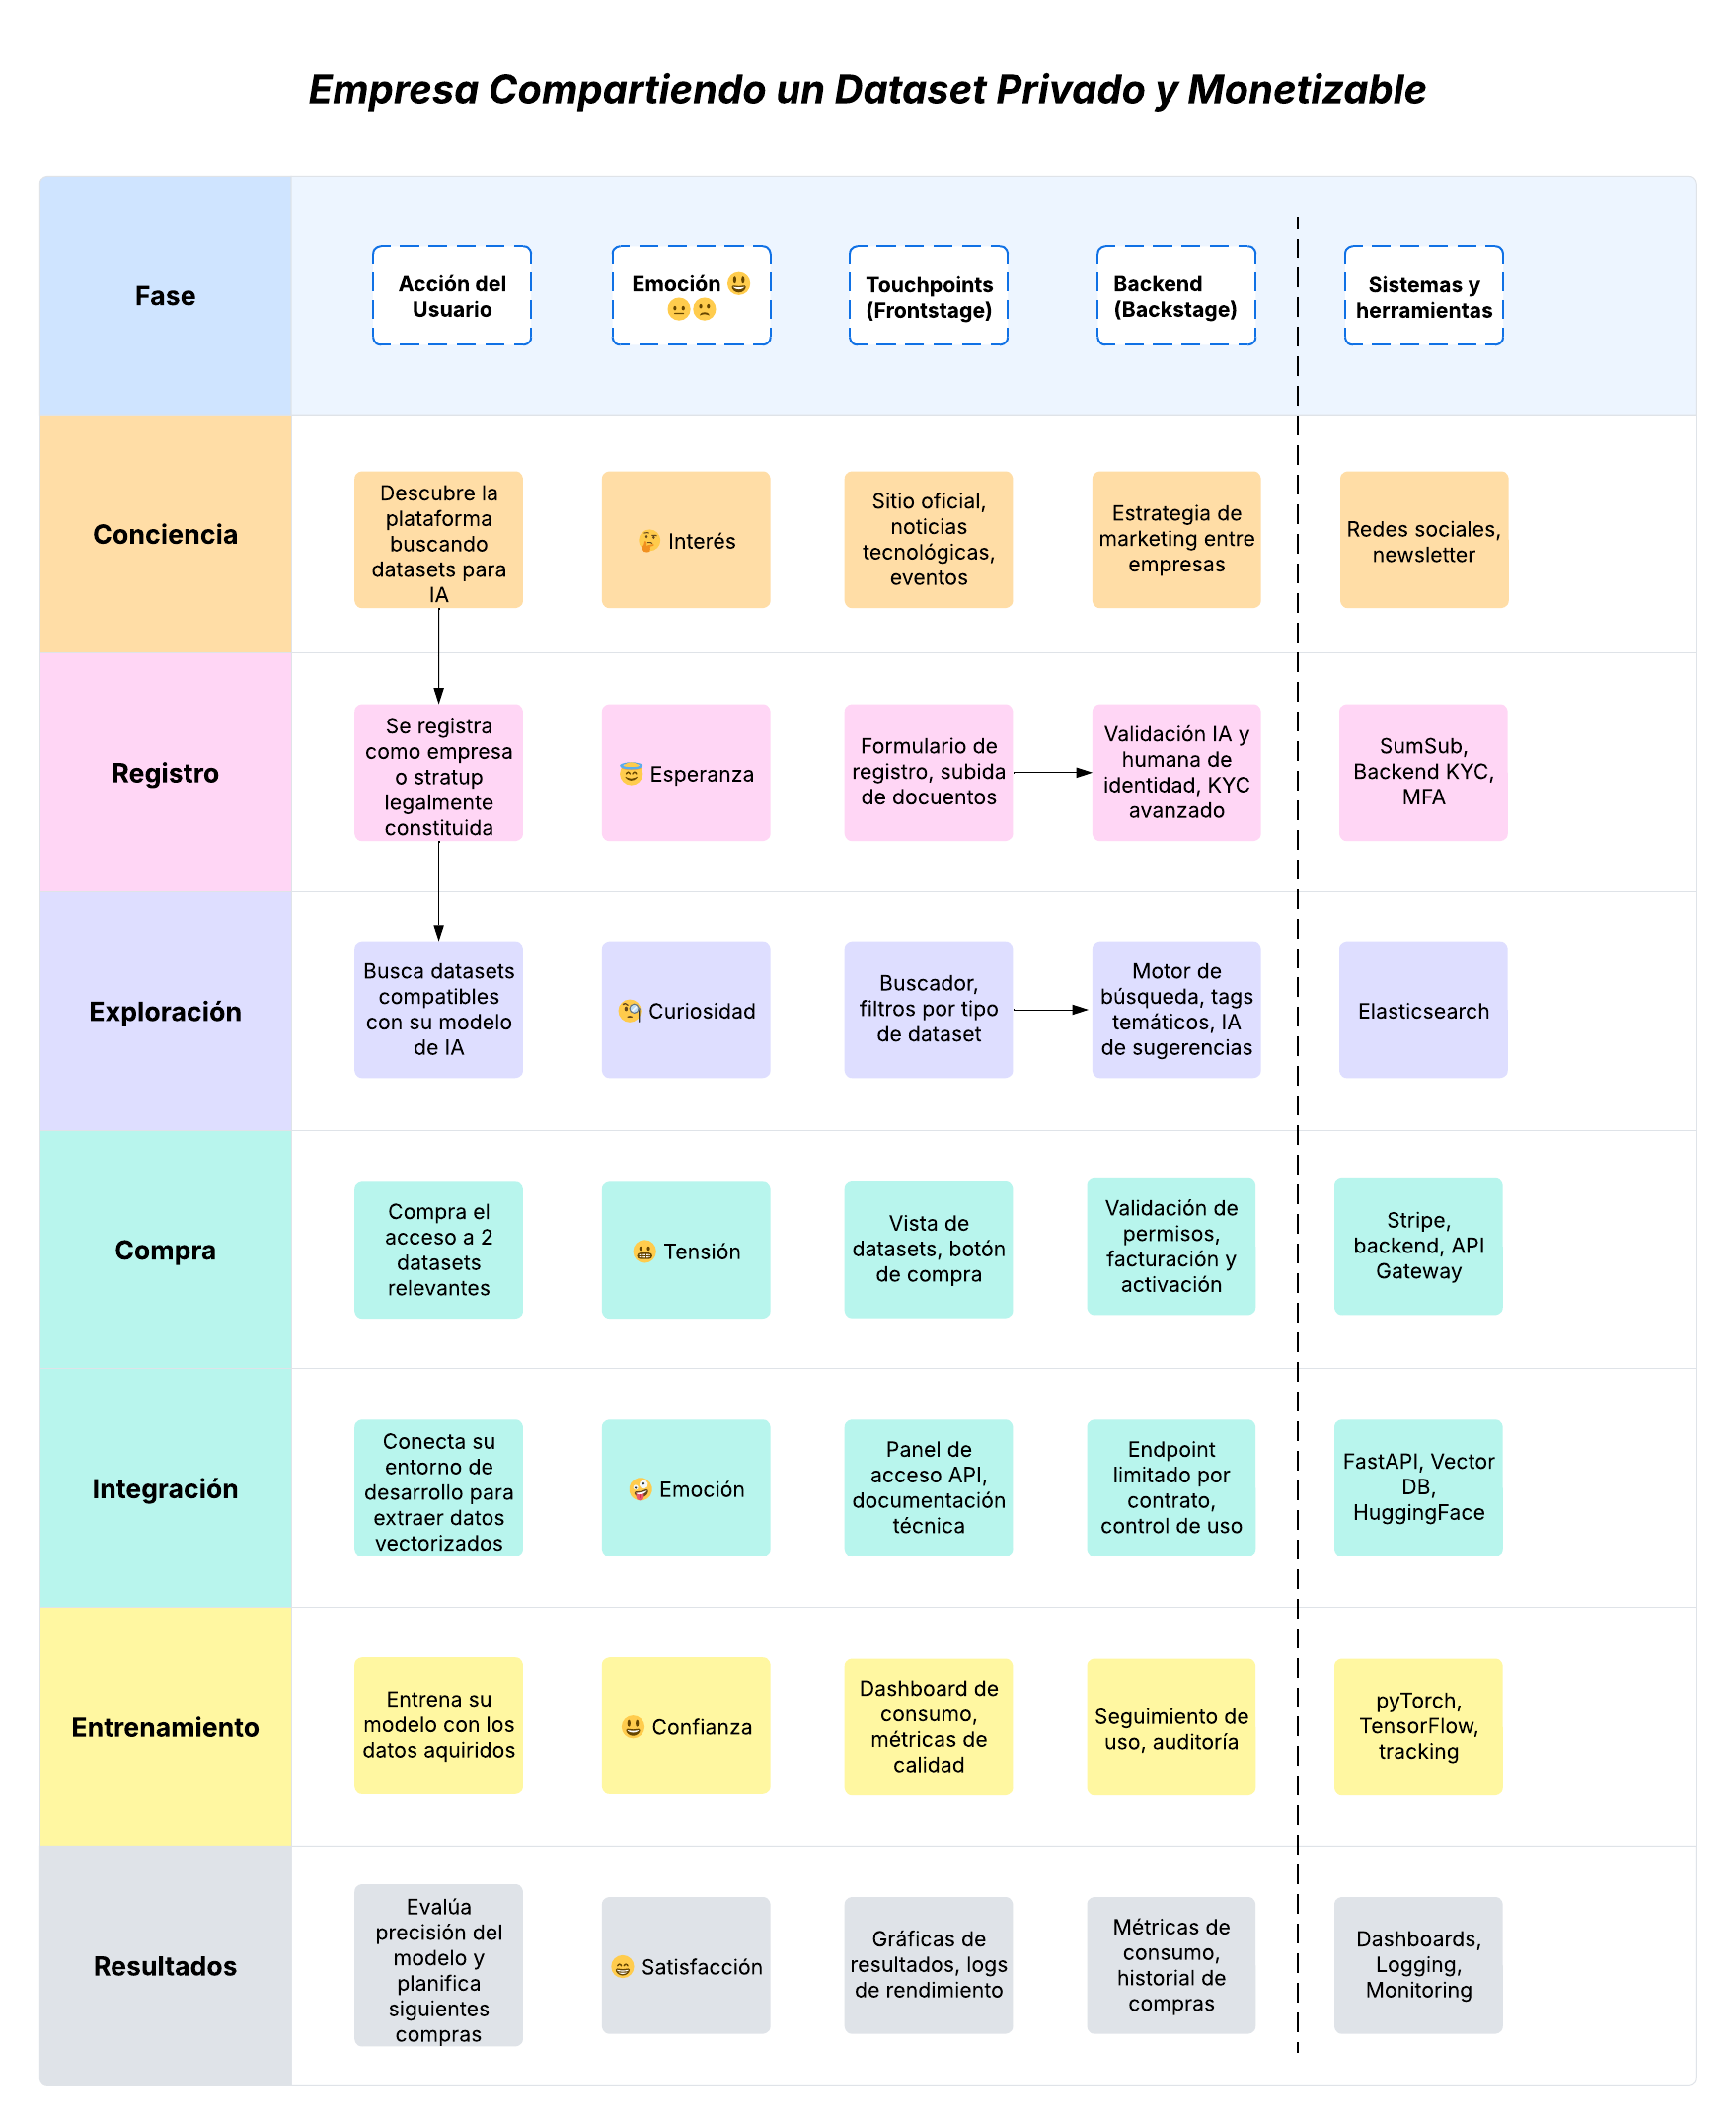 Empresa Compartiendo un Dataset Privado y Monetizable
Fase
Acción del
Usuario
Emoción 😃
😐🙁
Touchpoints
(Frontstage)
Backend
(Backstage)
Sistemas y
herramientas
Conciencia
Descubre la
plataforma
buscando
datasets para
IA
🤔 Interés
Sitio oficial,
noticias
tecnológicas,
eventos
Estrategia de
marketing entre
empresas
Redes sociales,
newsletter
Registro
Se registra
como empresa
o stratup
legalmente
constituida
😇 Esperanza
Formulario de
registro, subida
de docuentos
Validación IA y
humana de
identidad, KYC
avanzado
SumSub,
Backend KYC,
MFA
Exploración
Busca datasets
compatibles
con su modelo
de IA
🧐 Curiosidad
Buscador,
filtros por tipo
de dataset
Motor de
búsqueda, tags
temáticos, IA
de sugerencias
Elasticsearch
Compra
Compra el
acceso a 2
datasets
relevantes
😬 Tensión
Vista de
datasets, botón
de compra
Validación de
permisos,
facturación y
activación
Stripe,
backend, API
Gateway
Integración
Conecta su
entorno de
desarrollo para
extraer datos
vectorizados
🤪 Emoción
Panel de
acceso API,
documentación
técnica
Endpoint
limitado por
contrato,
control de uso
FastAPI, Vector
DB,
HuggingFace
Entrenamiento
Entrena su
modelo con los
datos aquiridos
😃 Confianza
Dashboard de
consumo,
métricas de
calidad
Seguimiento de
uso, auditoría
pyTorch,
TensorFlow,
tracking
Resultados
Evalúa
precisión del
modelo y
planifica
siguientes
compras
😁 Satisfacción
Gráficas de
resultados, logs
de rendimiento
Métricas de
consumo,
historial de
compras
Dashboards,
Logging,
Monitoring